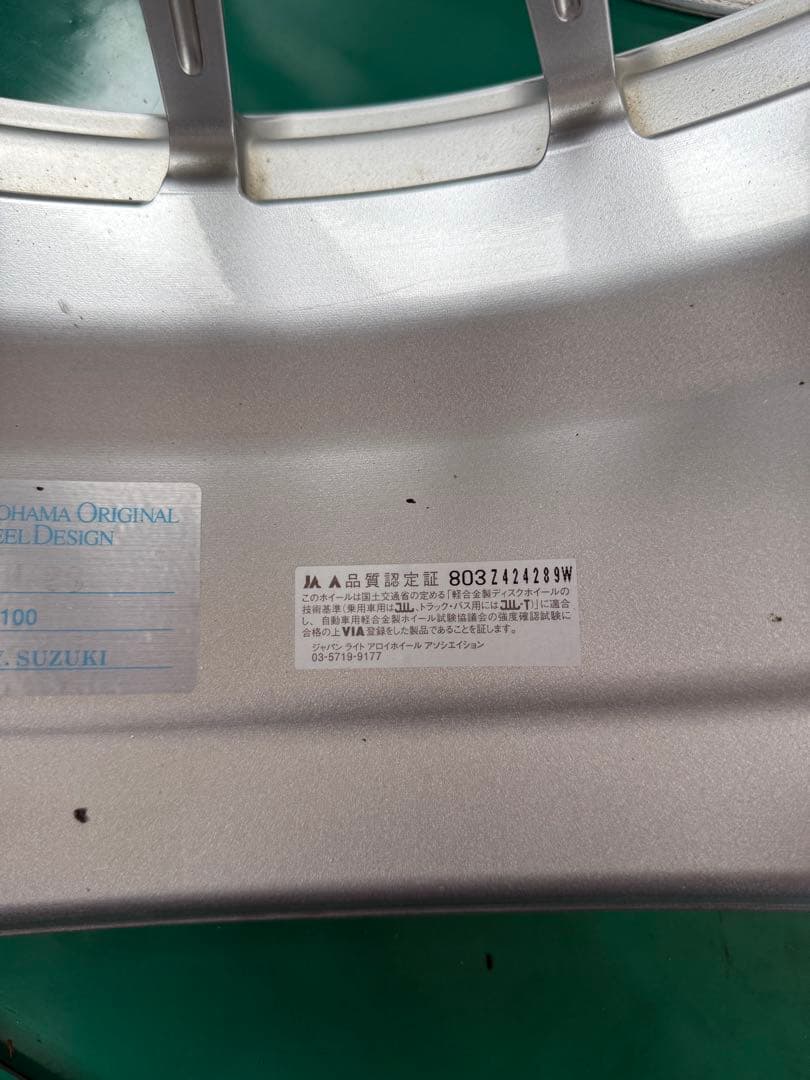 OHAMA ORIGINAL
EEL DESIGN
100
Y. SUZUKI
JAWA 品質認定証 803Z424289W
このホイールは国土交通省の定める「軽合金製ディスクホイールの
技術基準(乗用車用はJWL、トラック・バス用にはJWL-T)」に適合
し、自動車用軽合金製ホイール試験協議会の強度確認試験に
合格の上VIA登録をした製品であることを証します。
ジャパン ライト アロイホイール アソシエイション
03-5719-9177